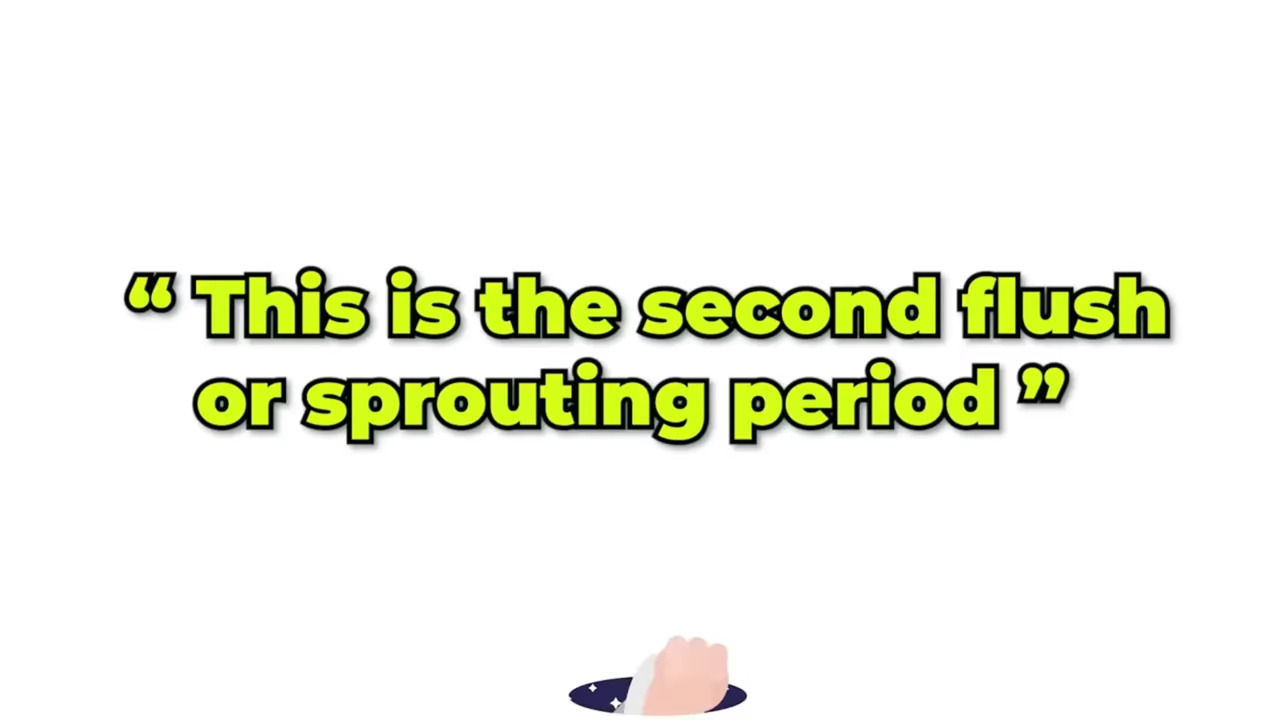 “ This is the second flush
or sprouting period ”